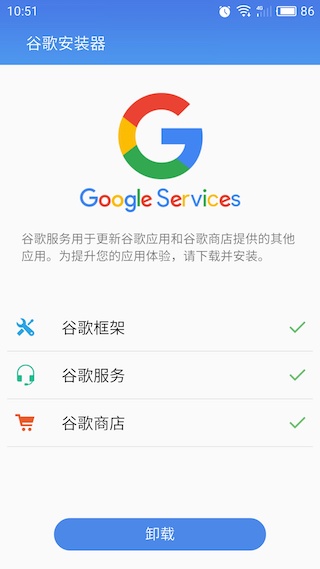 10:51
4G
86
谷歌安装器
Google Services
谷歌服务用于更新谷歌应用和谷歌商店提供的其他
应用。为提升您的应用体验，请下载并安装。
谷歌框架
谷歌服务
谷歌商店
卸载